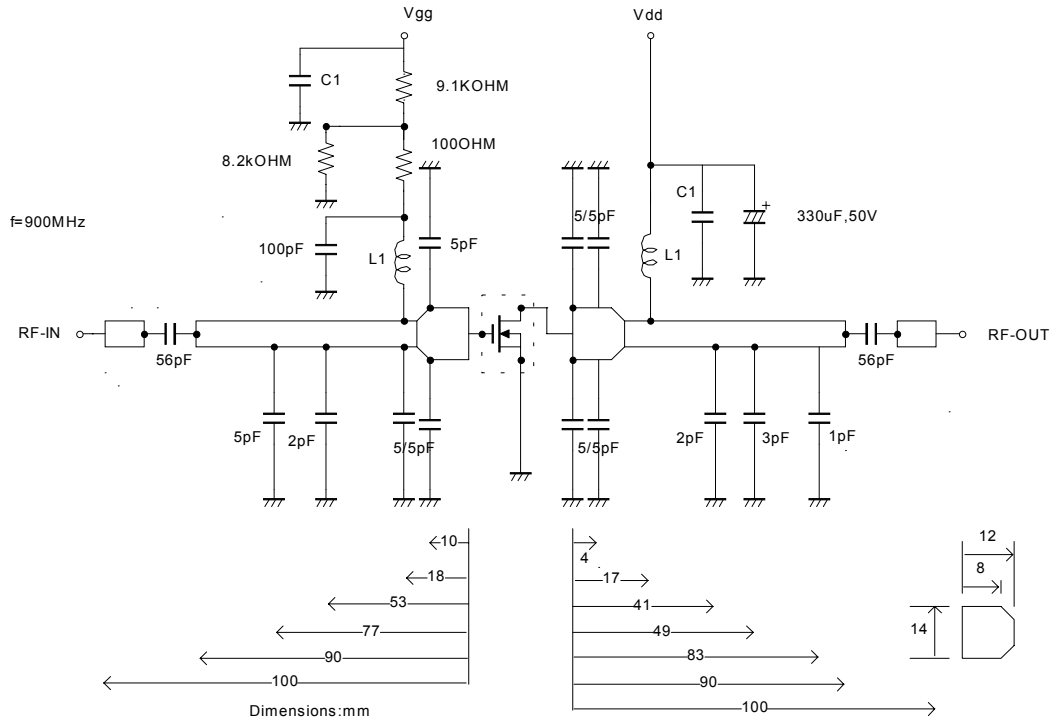 Vgg
Vdd
C1
9.1KOHM
100OHM
8.2kOHM
C1
5/5pF
330uF,50V
f=900MHz
100pF
L1
5pF
L1
RF-IN
RF-OUT
56pF
56pF
5pF
2pF
5/5pF
5/5pF
2pF
3pF
1pF
10
4
12
8
18
17
53
41
14
77
49
90
83
100
90
100
Dimensions:mm